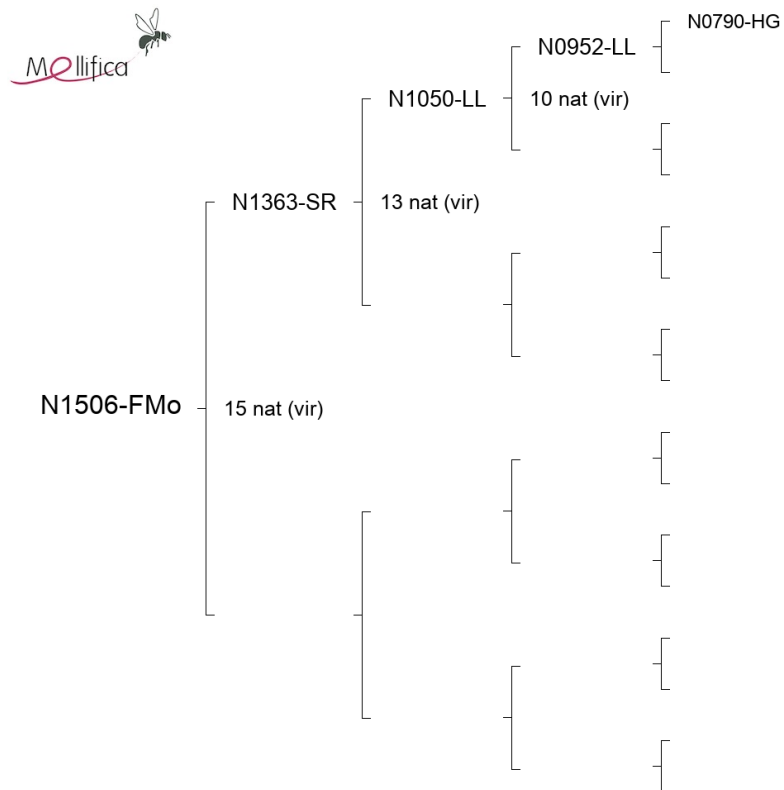 Mellifica
N0790-HG
N0952-LL
N1050-LL
10 nat (vir)
N1363-SR
13 nat (vir)
N1506-FMo
15 nat (vir)